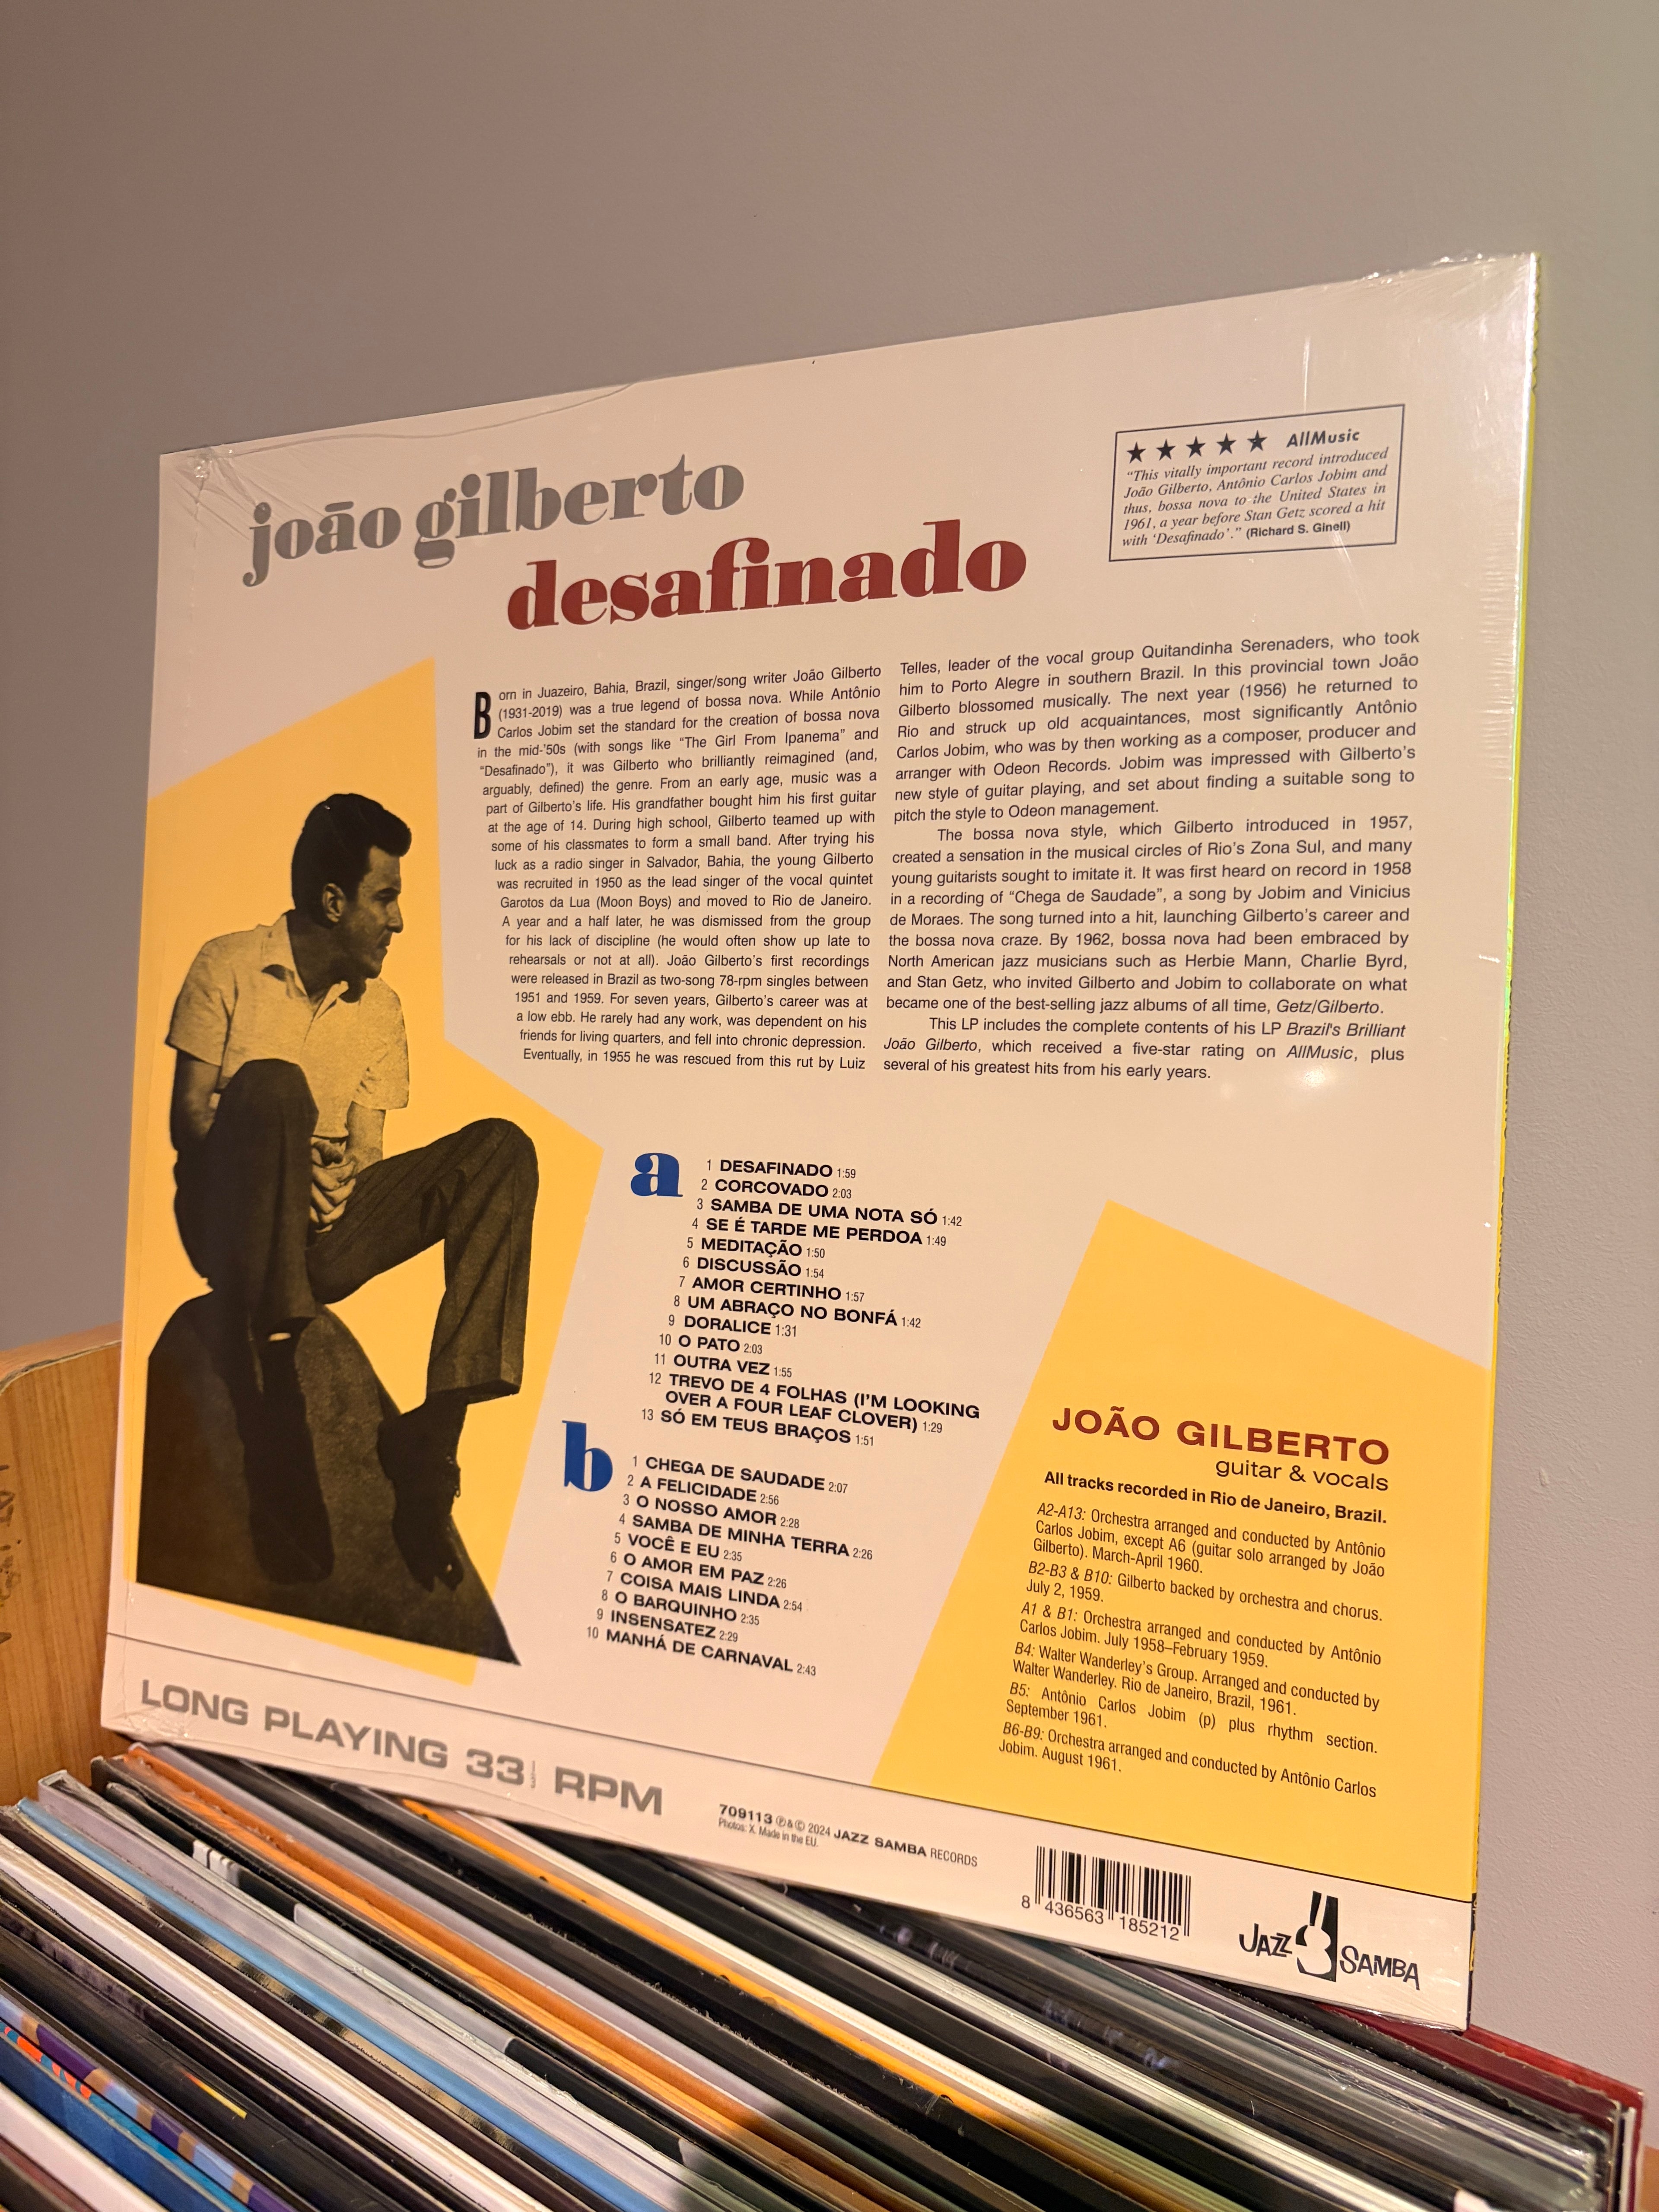 joão gilberto
desafinado
★ ★ ★ ★ ★ AllMusic
“This vitally important record introduced
João Gilberto, Antônio Carlos Jobim and
thus, bossa nova to the United States in
1961, a year before Stan Getz scored a hit
with ‘Desafinado’.” (Richard S. Ginell)
Born in Juazeiro, Bahia, Brazil, singer/song writer João Gilberto
(1931-2019) was a true legend of bossa nova. While Antônio
Carlos Jobim set the standard for the creation of bossa nova
in the mid-’50s (with songs like “The Girl From Ipanema” and
“Desafinado”), it was Gilberto who brilliantly reimagined (and,
arguably, defined) the genre. From an early age, music was a
part of Gilberto’s life. His grandfather bought him his first guitar
at the age of 14. During high school, Gilberto teamed up with
some of his classmates to form a small band. After trying his
luck as a radio singer in Salvador, Bahia, the young Gilberto
was recruited in 1950 as the lead singer of the vocal quintet
Garotos da Lua (Moon Boys) and moved to Rio de Janeiro.
A year and a half later, he was dismissed from the group
for his lack of discipline (he would often show up late to
rehearsals or not at all). João Gilberto’s first recordings
were released in Brazil as two-song 78-rpm singles between
1951 and 1959. For seven years, Gilberto’s career was at
a low ebb. He rarely had any work, was dependent on his
friends for living quarters, and fell into chronic depression.
Eventually, in 1955 he was rescued from this rut by Luiz
Telles, leader of the vocal group Quitandinha Serenaders, who took
him to Porto Alegre in southern Brazil. In this provincial town João
Gilberto blossomed musically. The next year (1956) he returned to
Rio and struck up old acquaintances, most significantly Antônio
Carlos Jobim, who was by then working as a composer, producer and
arranger with Odeon Records. Jobim was impressed with Gilberto’s
new style of guitar playing, and set about finding a suitable song to
pitch the style to Odeon management.
The bossa nova style, which Gilberto introduced in 1957,
created a sensation in the musical circles of Rio’s Zona Sul, and many
young guitarists sought to imitate it. It was first heard on record in 1958
in a recording of “Chega de Saudade”, a song by Jobim and Vinicius
de Moraes. The song turned into a hit, launching Gilberto’s career and
the bossa nova craze. By 1962, bossa nova had been embraced by
North American jazz musicians such as Herbie Mann, Charlie Byrd,
and Stan Getz, who invited Gilberto and Jobim to collaborate on what
became one of the best-selling jazz albums of all time, Getz/Gilberto.
This LP includes the complete contents of his LP Brazil's Brilliant
João Gilberto, which received a five-star rating on AllMusic, plus
several of his greatest hits from his early years.
a
1 DESAFINADO 1:59
2 CORCOVADO 2:03
3 SAMBA DE UMA NOTA SÓ 1:42
4 SE É TARDE ME PERDOA 1:49
5 MEDITAÇÃO 1:50
6 DISCUSSÃO 1:54
7 AMOR CERTINHO 1:57
8 UM ABRAÇO NO BONFÁ 1:42
9 DORALICE 1:31
10 O PATO 2:03
11 OUTRA VEZ 1:55
12 TREVO DE 4 FOLHAS (I’M LOOKING
OVER A FOUR LEAF CLOVER) 1:29
13 SÓ EM TEUS BRAÇOS 1:51
b
1 CHEGA DE SAUDADE 2:07
2 A FELICIDADE 2:56
3 O NOSSO AMOR 2:28
4 SAMBA DE MINHA TERRA 2:26
5 VOCÊ E EU 2:35
6 O AMOR EM PAZ 2:26
7 COISA MAIS LINDA 2:54
8 O BARQUINHO 2:35
9 INSENSATEZ 2:29
10 MANHÁ DE CARNAVAL 2:43
JOÃO GILBERTO
guitar & vocals
All tracks recorded in Rio de Janeiro, Brazil.
A2-A13: Orchestra arranged and conducted by Antônio
Carlos Jobim, except A6 (guitar solo arranged by João
Gilberto). March-April 1960.
B2-B3 & B10: Gilberto backed by orchestra and chorus.
July 2, 1959.
A1 & B1: Orchestra arranged and conducted by Antônio
Carlos Jobim. July 1958–February 1959.
B4: Walter Wanderley’s Group. Arranged and conducted by
Walter Wanderley. Rio de Janeiro, Brazil, 1961.
B5: Antônio Carlos Jobim (p) plus rhythm section.
September 1961.
B6-B9: Orchestra arranged and conducted by Antônio Carlos
Jobim. August 1961.
LONG PLAYING 33 1/3 RPM
709113 ℗&© 2024 JAZZ SAMBA RECORDS
Photos: X. Made in the EU.
8 436563 185212
JAZZ SAMBA